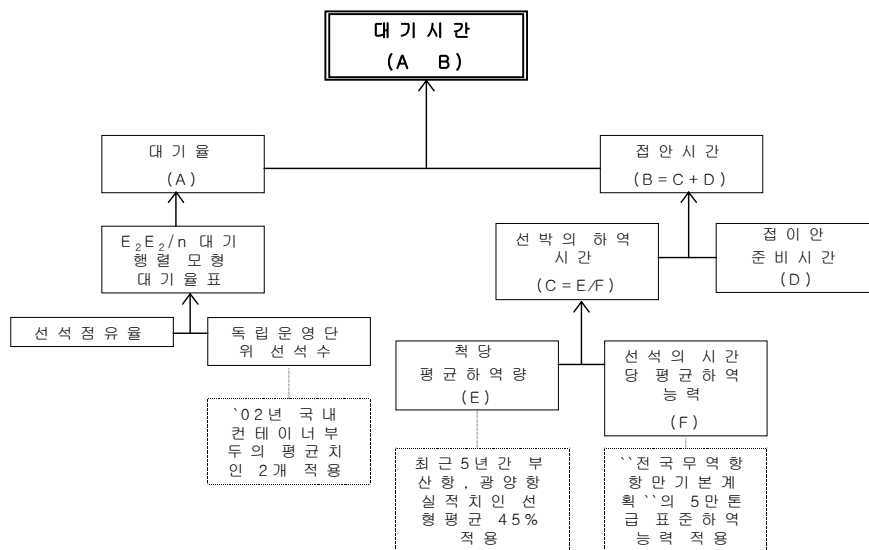 대기시간
(A B)
대기율
(A)
접안시간
(B=C+D)
E₂E₂/n 대기
행렬 모형
대기율표
선박의 하역
시간
(C=E/F)
접이안
준비시간
(D)
선석점유율
독립운영단
위 선석수
척당
평균하역량
(E)
선석의 시간
당 평균하역
능력
(F)
`02년 국내
컨테이너부
두의 평균치
인 2개 적용
최근5년간 부
산항,광양항
실적치인 선
형평균 45%
적용
``전국무역항
항만기본계
획``의 5만톤
급 표준하역
능력 적용